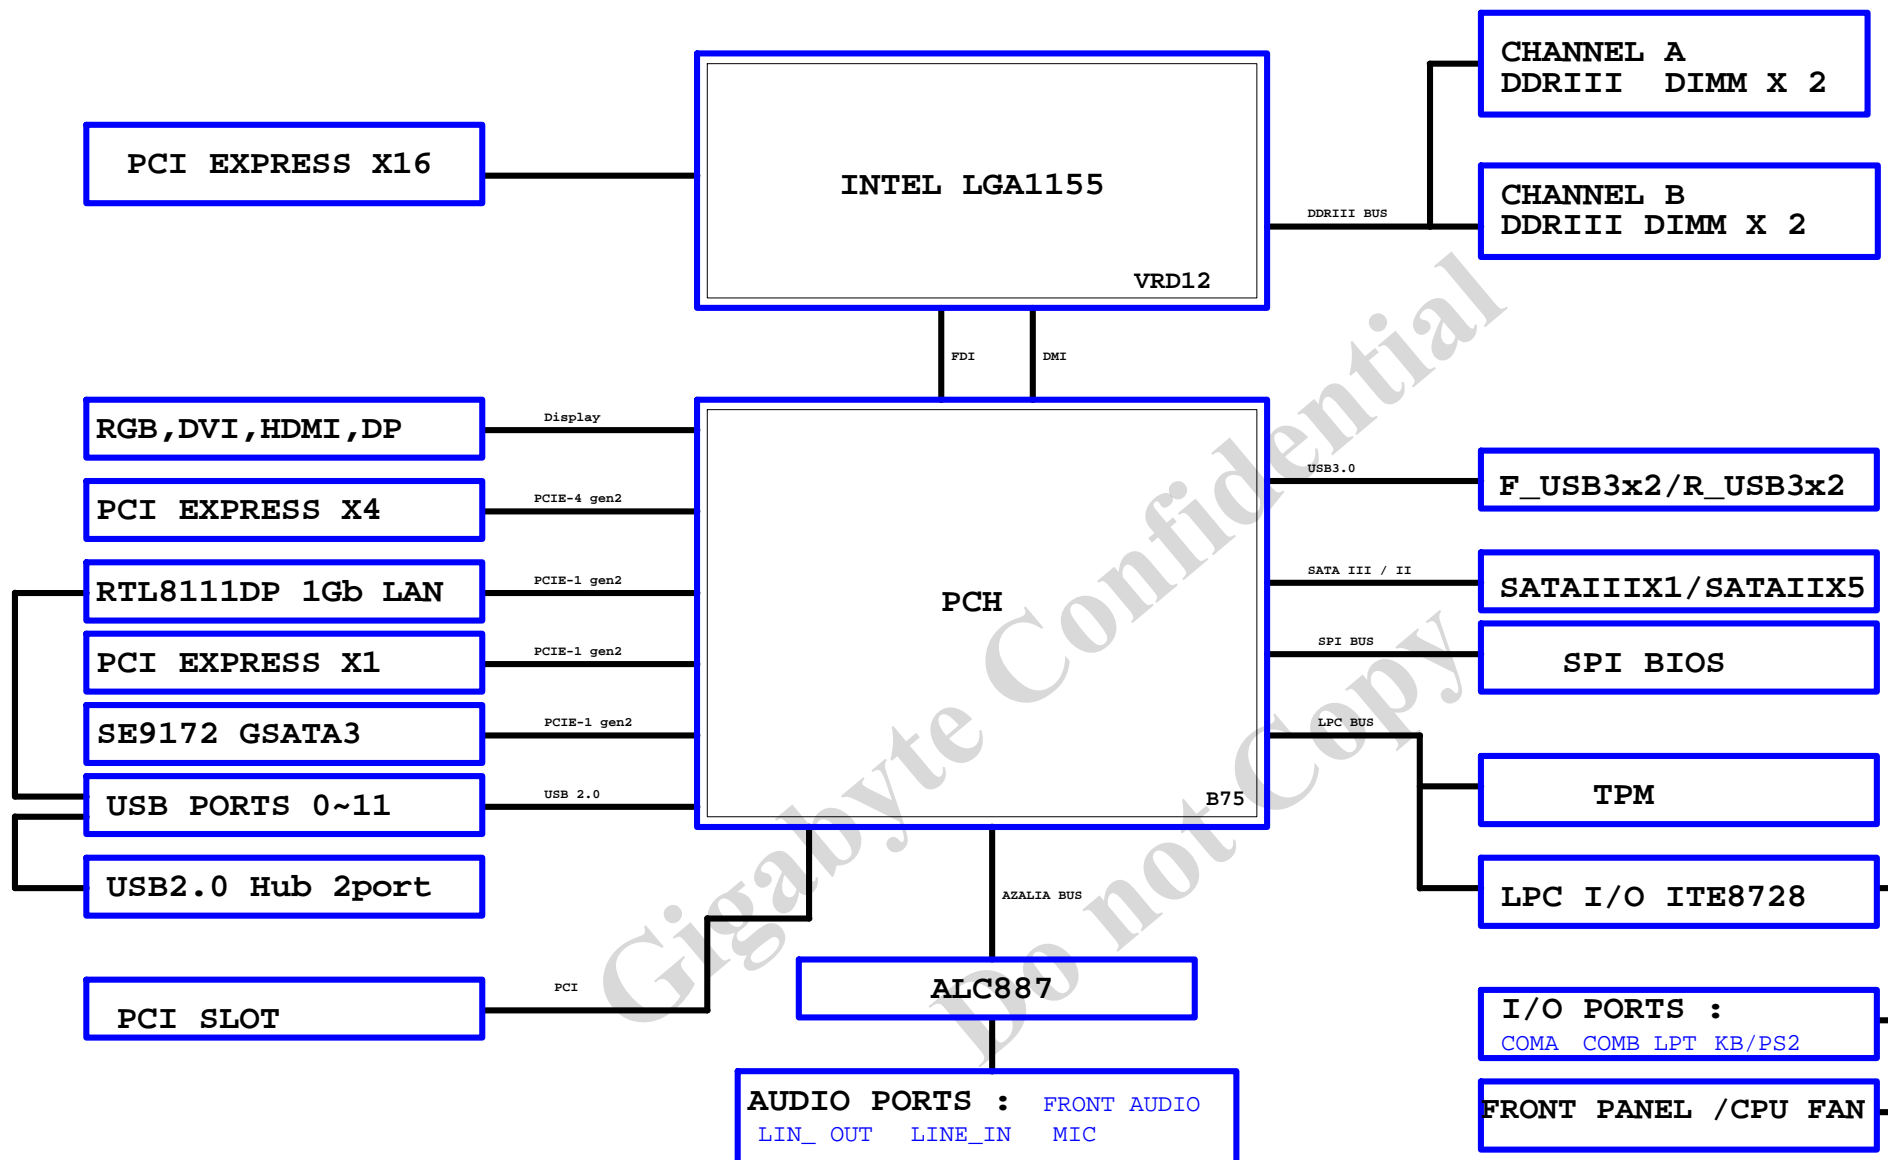 CHANNEL A
DDRIII DIMM X 2
PCI EXPRESS X16
INTEL LGA1155
CHANNEL B
DDRIII DIMM X 2
DDRIII BUS
VRD12
FDI
DMI
RGB,DVI,HDMI,DP
Display
USB3.0
F_USB3x2/R_USB3x2
PCI EXPRESS X4
PCIE-4 gen2
SATA III / II
SATAIIIX1/SATAIIX5
RTL8111DP 1Gb LAN
PCIE-1 gen2
PCH
SPI BUS
SPI BIOS
PCI EXPRESS X1
PCIE-1 gen2
SE9172 GSATA3
PCIE-1 gen2
LPC BUS
TPM
USB PORTS 0~11
USB 2.0
B75
USB2.0 Hub 2port
AZALIA BUS
LPC I/O ITE8728
PCI SLOT
PCI
ALC887
I/O PORTS :
COMA COMB LPT KB/PS2
AUDIO PORTS : FRONT AUDIO
LIN_ OUT LINE_IN MIC
FRONT PANEL /CPU FAN
Gigabyte Confidential
Do not Copy